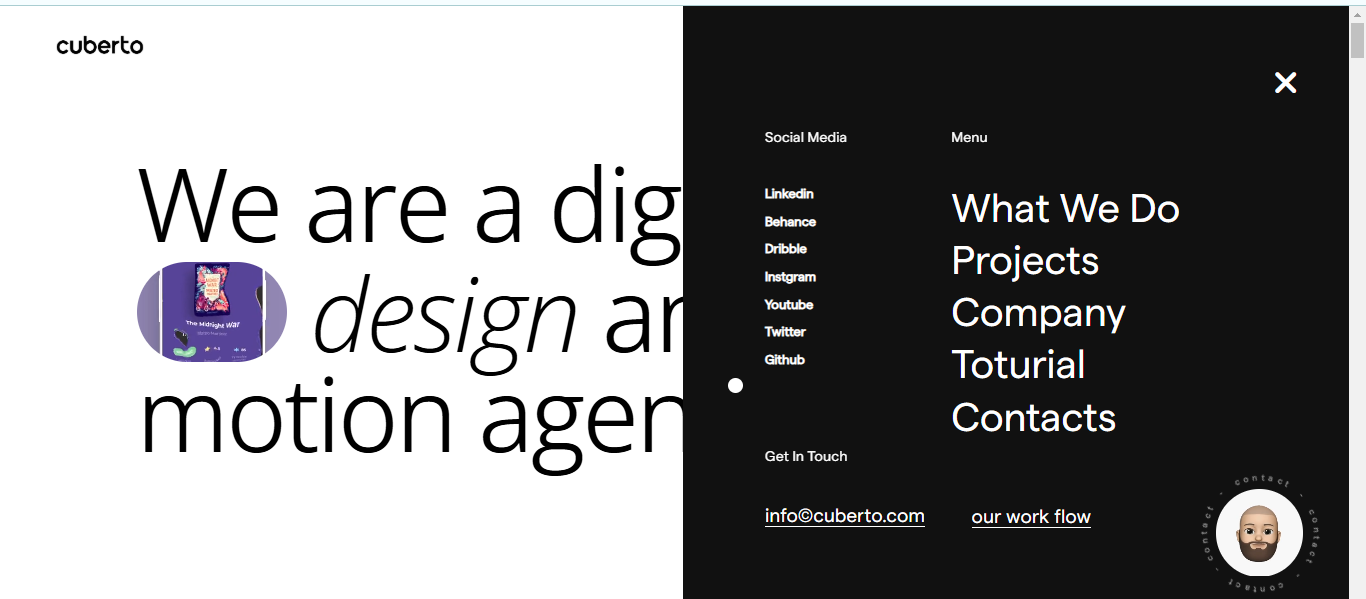 cuberto
We are a dig
design an
motion agen
The Midnight War
Social Media
Linkedin
Behance
Dribble
Instgram
Youtube
Twitter
Github
Menu
What We Do
Projects
Company
Toturial
Contacts
Get In Touch
info©cuberto.com
our work flow
contact - contact - contact - contact -